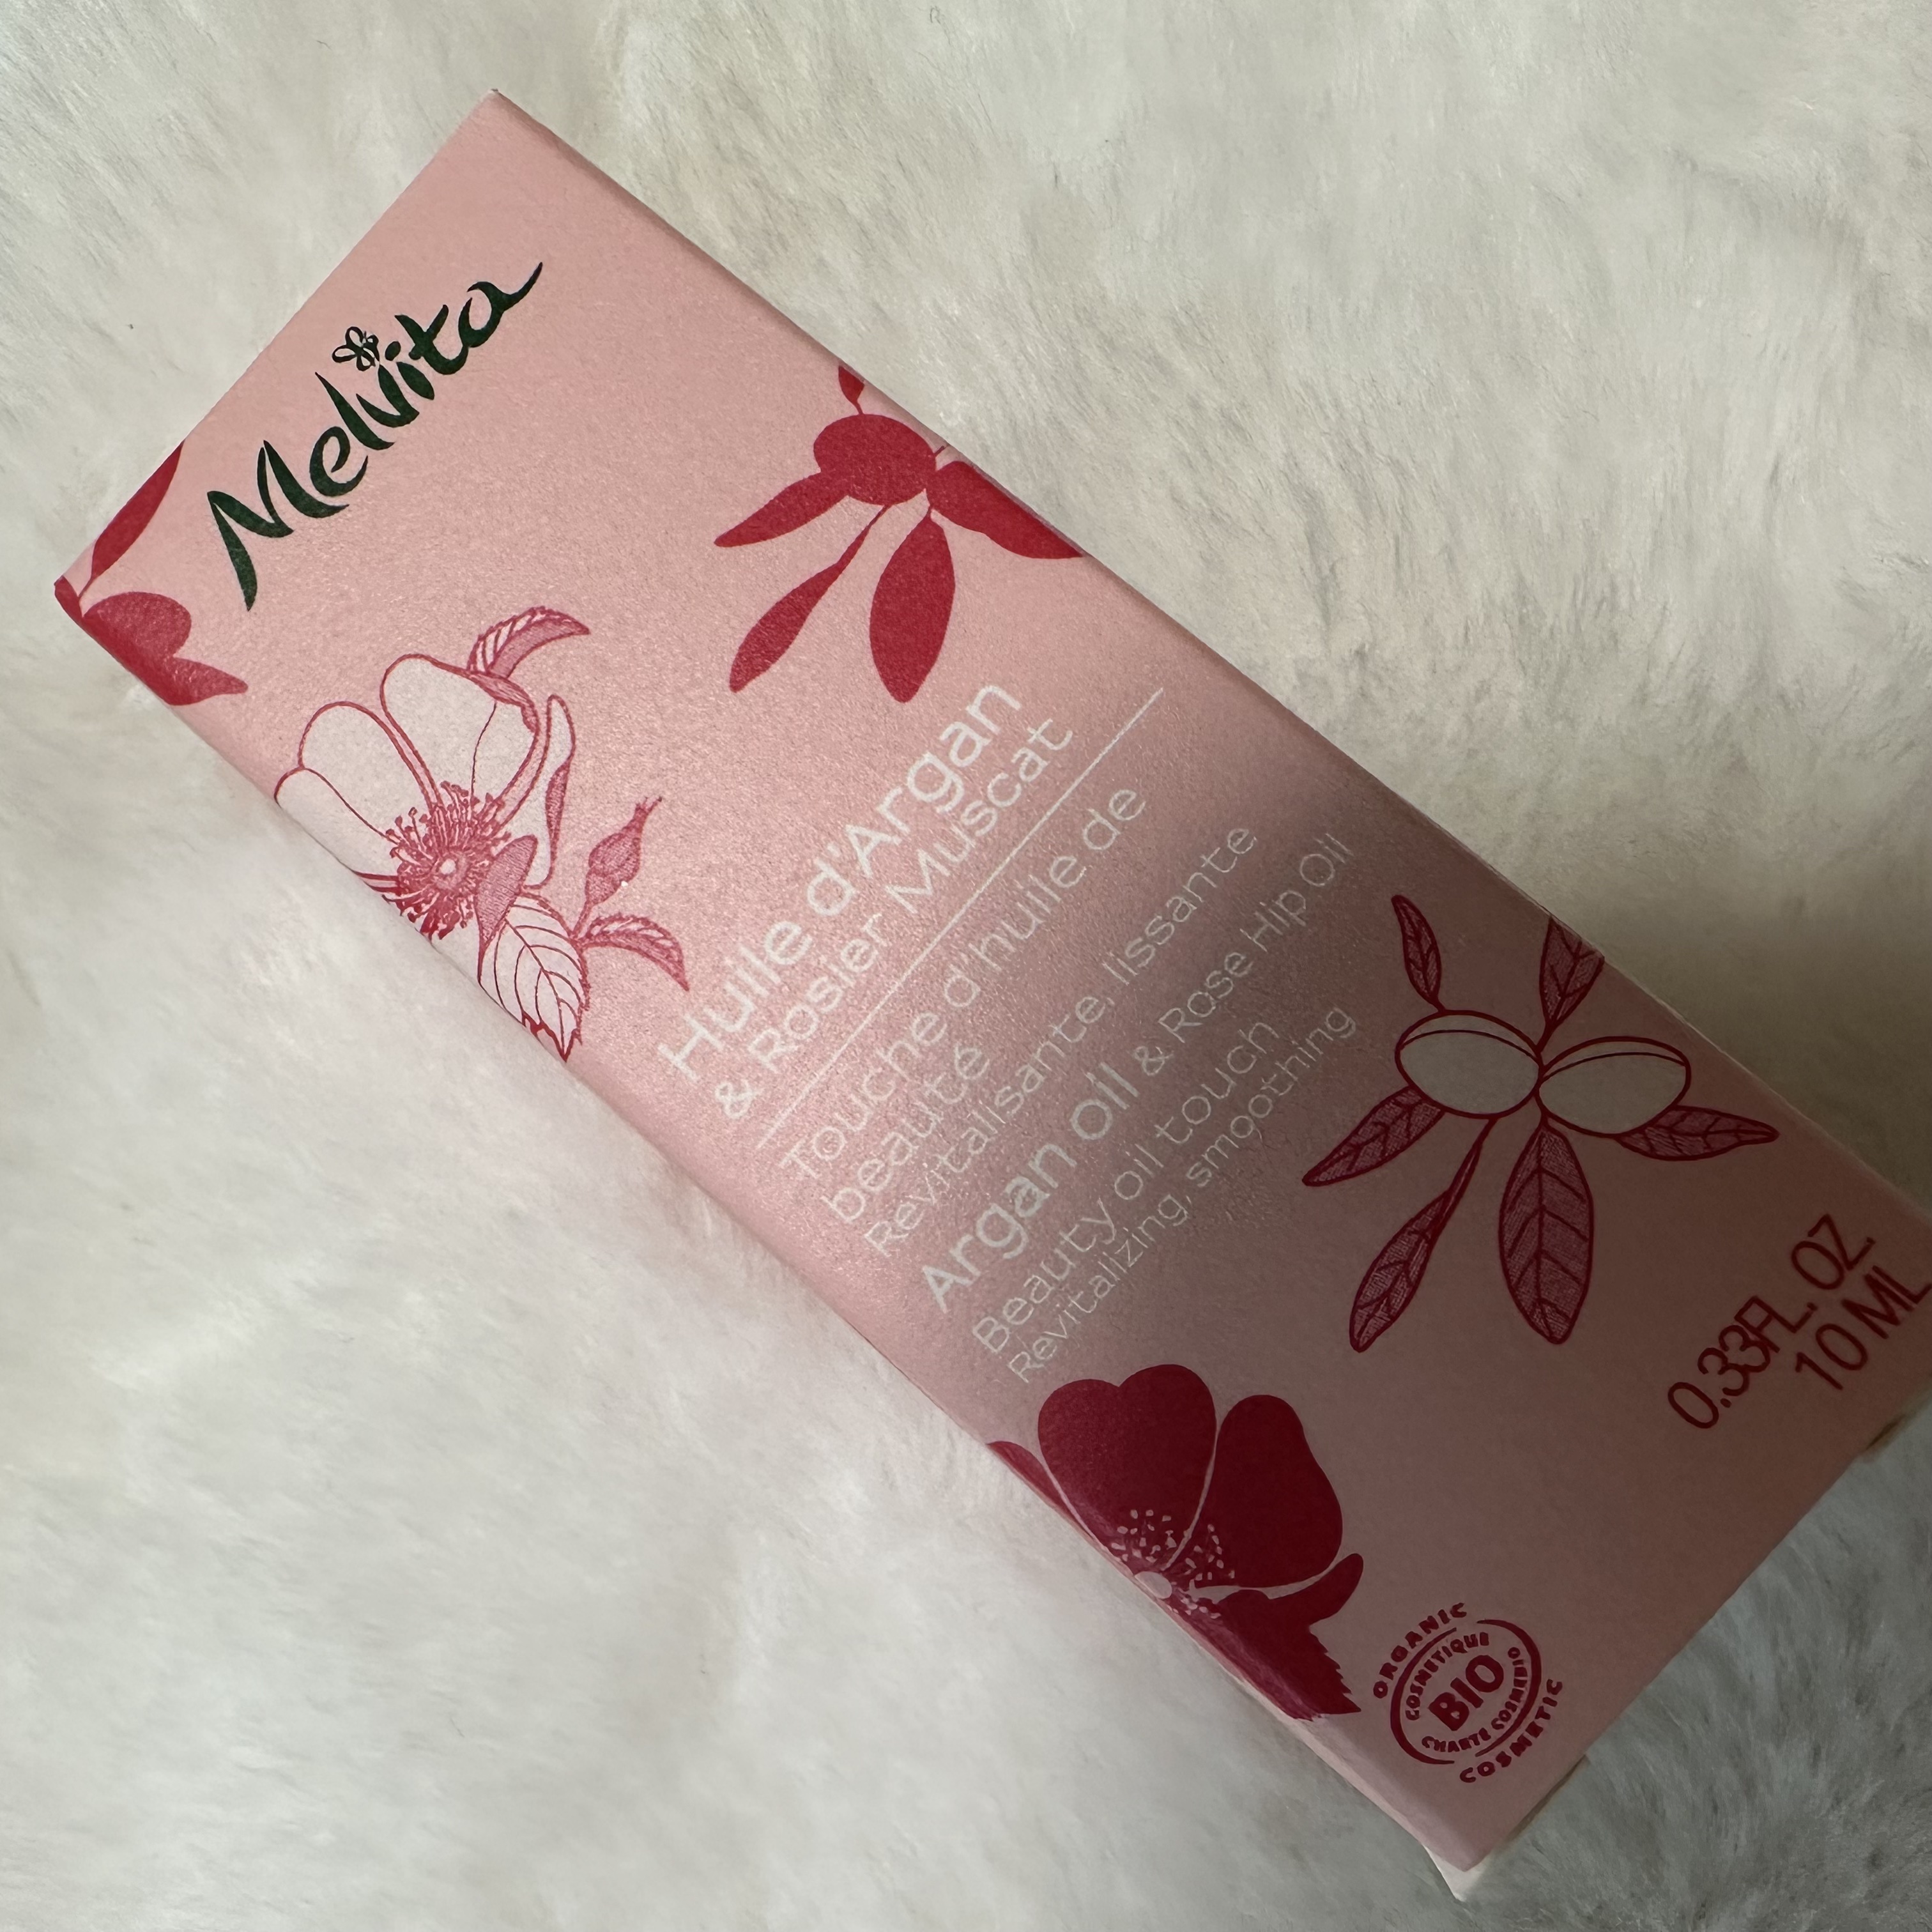 Melvita
Huile d'Argan
& Rosier Muscat
Touche d'huile de
beauté
Revitalisante, lissante
Argan oil & Rose Hip Oil
Beauty oil touch
Revitalizing, smoothing
0.33FL. OZ.
10 ML
ORGANIC
COSMETIQUE
BIO
CHARTE COSMEBIO
COSMETIC